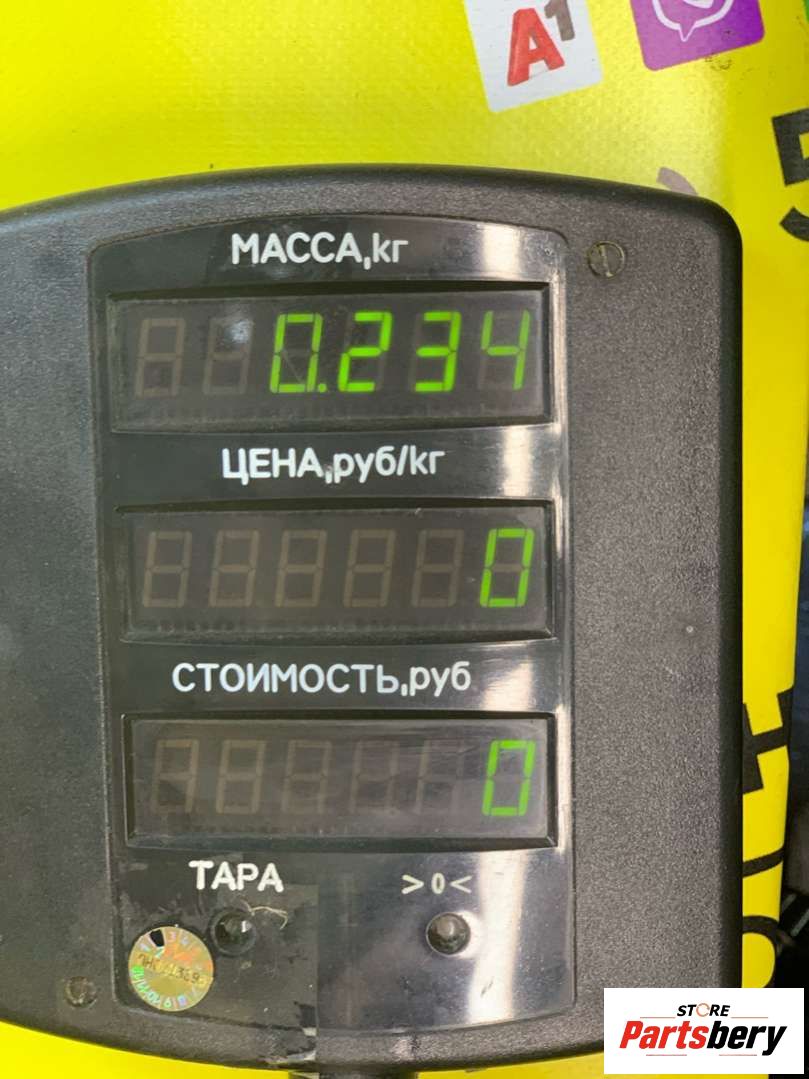 A1
МАССА,кг
0.234
ЦЕНА,руб/кг
0
СТОИМОСТЬ,руб
0
ТАРА >0<
STORE
Partsbery